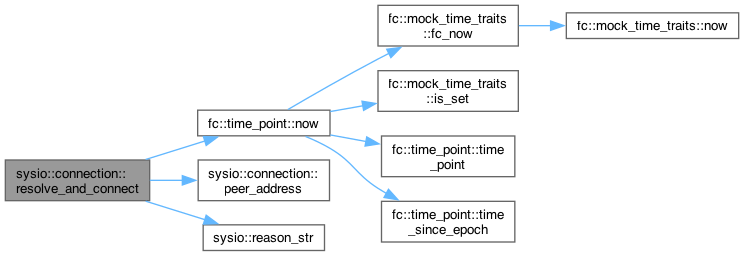 sysio::connection::
resolve_and_connect
fc::time_point::now
sysio::connection::
peer_address
sysio::reason_str
fc::mock_time_traits
::fc_now
fc::mock_time_traits
::is_set
fc::time_point::time
_point
fc::time_point::time
_since_epoch
fc::mock_time_traits::now